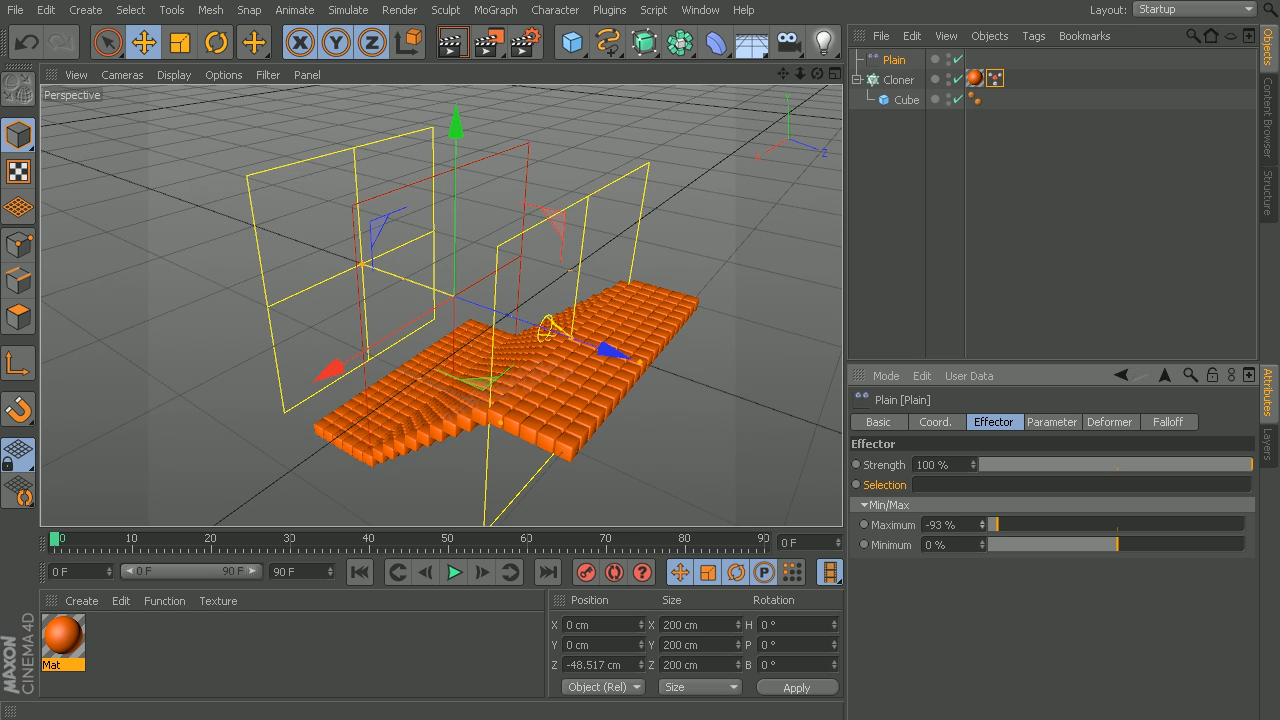 File Edit Create Select Tools Mesh Snap Animate Simulate Render Sculpt MoGraph Character Plugins Script Window Help Layout: Startup
View Cameras Display Options Filter Panel
Perspective
Y
X
Z
0 10 20 30 40 50 60 70 80 90 0 F
0 F 0 F 90 F 90 F
Create Edit Function Texture
Mat
MAXON
CINEMA 4D
Position Size Rotation
X 0 cm X 200 cm H 0 °
Y 0 cm Y 200 cm P 0 °
Z -48.517 cm Z 200 cm B 0 °
Object (Rel) Size Apply
File Edit View Objects Tags Bookmarks
Plain
Cloner
Cube
Objects
Content Browser
Structure
Mode Edit User Data
Plain [Plain]
Basic Coord. Effector Parameter Deformer Falloff
Effector
Strength 100 %
Selection
Min/Max
Maximum -93 %
Minimum 0 %
Attributes
Layers